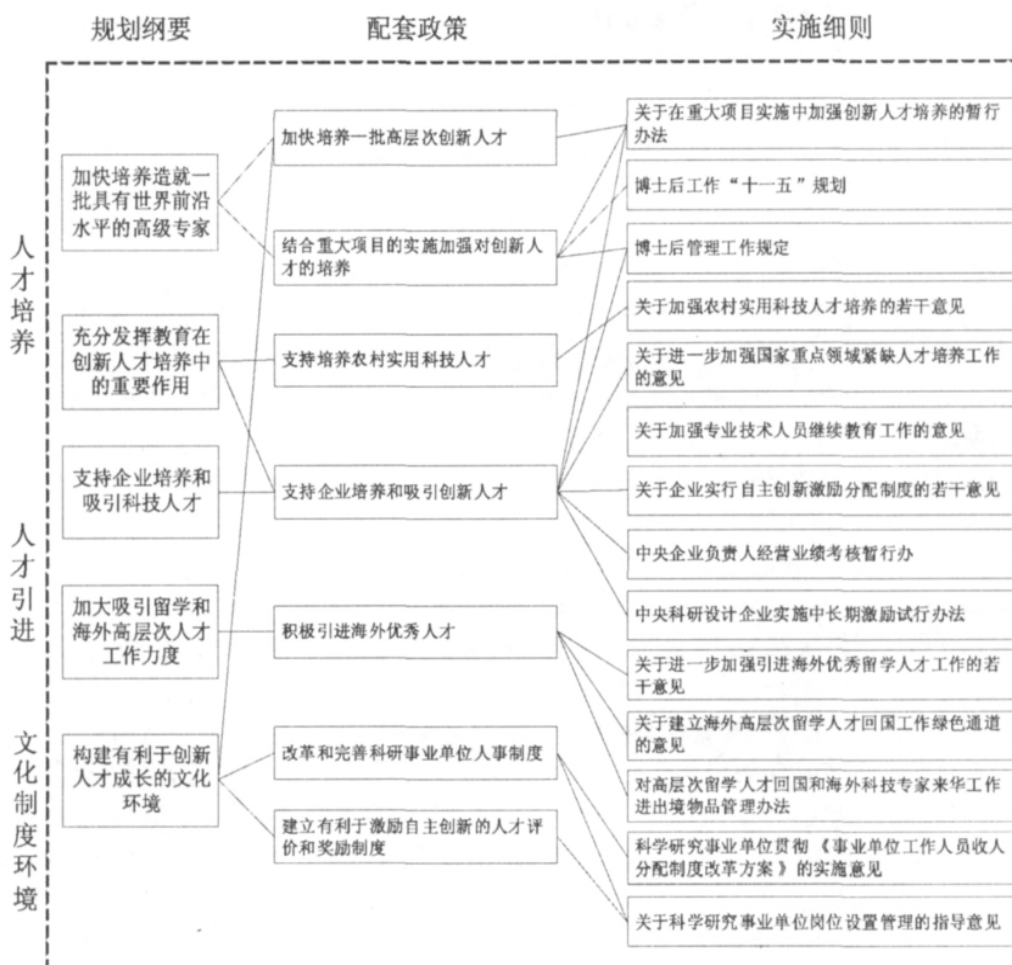 规划纲要
配套政策
实施细则
人才培养
人才引进
文化制度环境
加快培养造就一
批具有世界前沿
水平的高级专家
充分发挥教育在
创新人才培养中
的重要作用
支持企业培养和
吸引科技人才
加大吸引留学和
海外高层次人才
工作力度
构建有利于创新
人才成长的文化
环境
加快培养一批高层次创新人才
结合重大项目的实施加强对创新人
才的培养
支持培养农村实用科技人才
支持企业培养和吸引创新人才
积极引进海外优秀人才
改革和完善科研事业单位人事制度
建立有利于激励自主创新的人才评
价和奖励制度
关于在重大项目实施中加强创新人才培养的暂行
办法
博士后工作“十一五”规划
博士后管理工作规定
关于加强农村实用科技人才培养的若干意见
关于进一步加强国家重点领域紧缺人才培养工作
的意见
关于加强专业技术人员继续教育工作的意见
关于企业实行自主创新激励分配制度的若干意见
中央企业负责人经营业绩考核暂行办
中央科研设计企业实施中长期激励试行办法
关于进一步加强引进海外优秀留学人才工作的若
干意见
关于建立海外高层次留学人才回国工作绿色通道
的意见
对高层次留学人才回国和海外科技专家来华工作
进出境物品管理办法
科学研究事业单位贯彻《事业单位工作人员收人
分配制度改革方案》的实施意见
关于科学研究事业单位岗位设置管理的指导意见